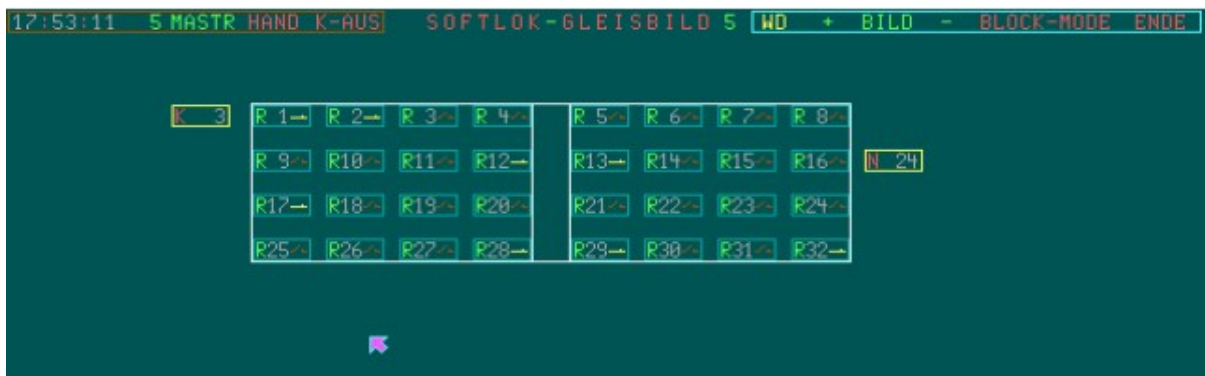 17:53:11 5 MASTR HAND K-AUS SOFTLOK-GLEISBILD 5 WD + BILD - BLOCK-MODE ENDE
K 3 R 1 R 2 R 3 R 4 R 5 R 6 R 7 R 8
R 9 R10 R11 R12 R13 R14 R15 R16 N 24
R17 R18 R19 R20 R21 R22 R23 R24
R25 R26 R27 R28 R29 R30 R31 R32